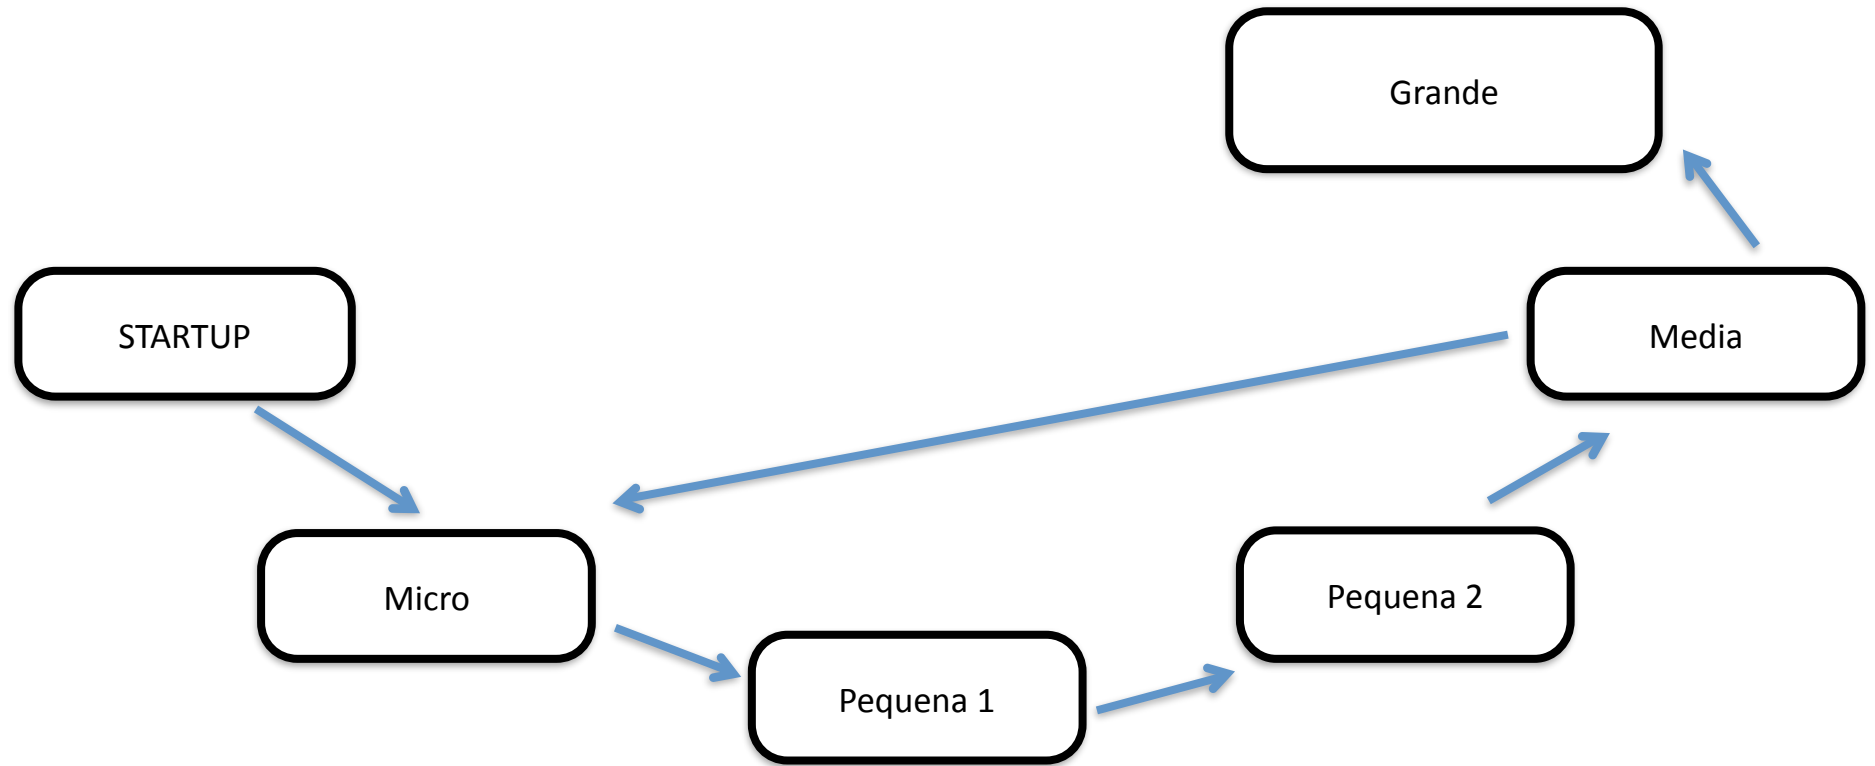 Grande
STARTUP
Media
Micro
Pequena 2
Pequena 1